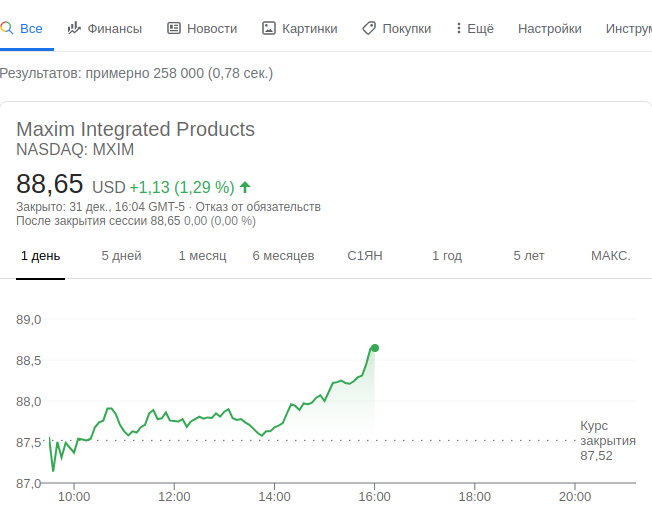 Все Финансы Новости Картинки Покупки Ещё Настройки
Результатов: примерно 258 000 (0,78 сек.)
Maxim Integrated Products
NASDAQ: MXIM
88,65 USD +1,13 (1,29 %)
Закрыто: 31 дек., 16:04 GMT-5 · Отказ от обязательств
После закрытия сессии 88,65 0,00 (0,00 %)
1 день 5 дней 1 месяц 6 месяцев С1ЯН 1 год 5 лет МАКС.
89,0
88,5
88,0
87,5
87,0
Курс
закрытия
87,52
10:00 12:00 14:00 16:00 18:00 20:00